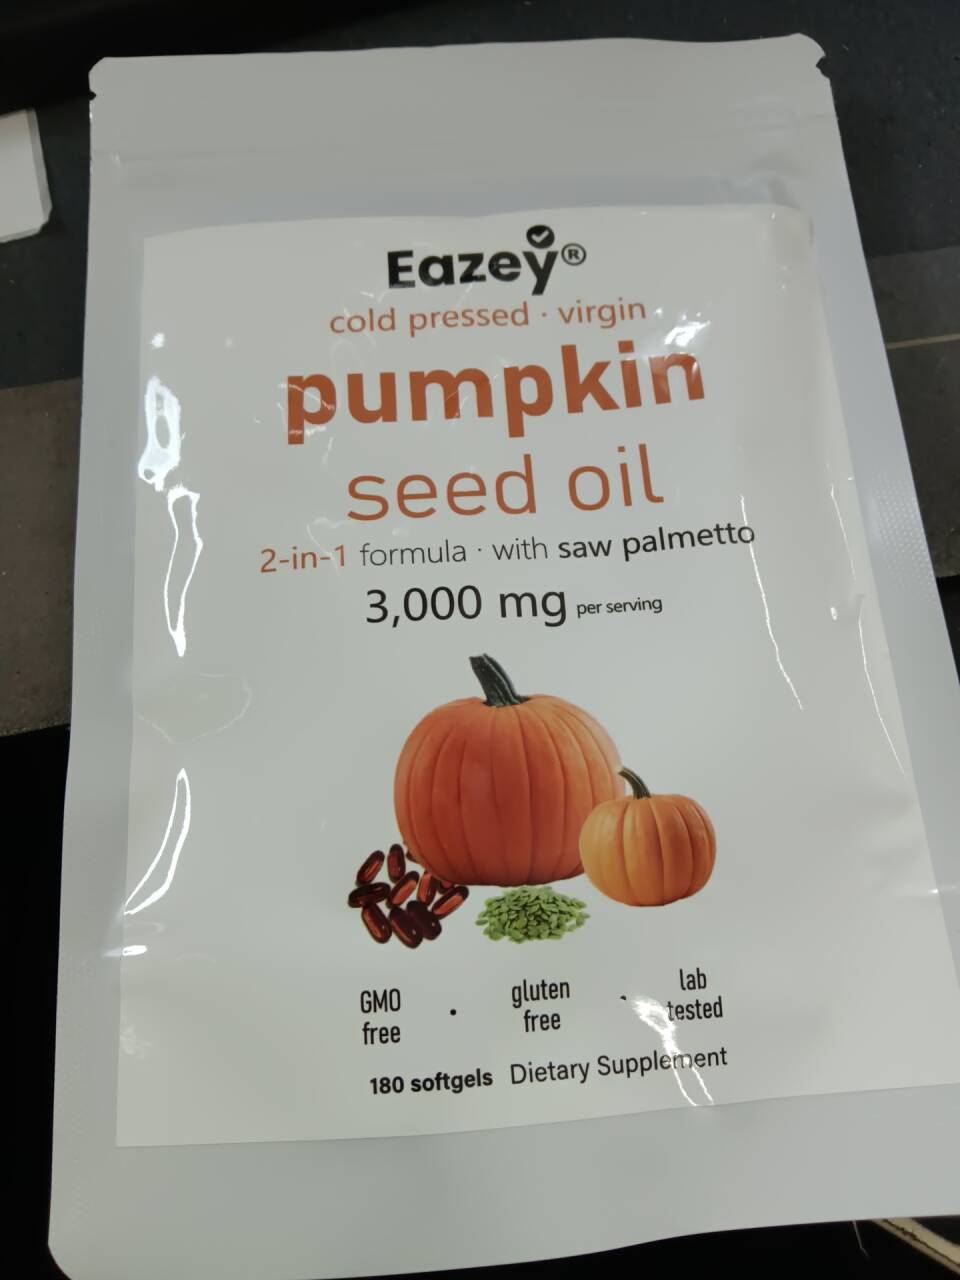 Eazey®
cold pressed · virgin
pumpkin
seed oil
2-in-1 formula · with saw palmetto
3,000 mg per serving
GMO free · gluten free · lab tested
180 softgels Dietary Supplement